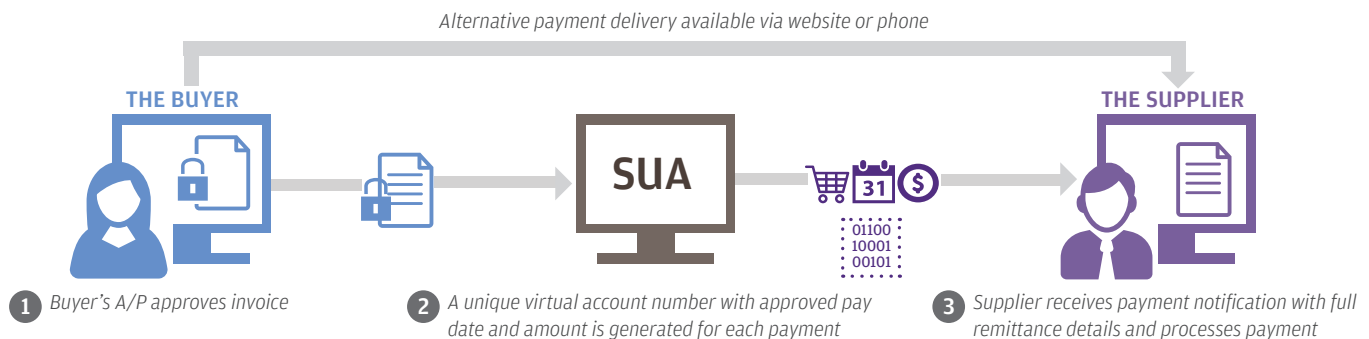 Alternative payment delivery available via website or phone
THE BUYER
THE SUPPLIER
SUA
31
$
01100
10001
00101
1 Buyer's A/P approves invoice
2 A unique virtual account number with approved pay
date and amount is generated for each payment
3 Supplier receives payment notification with full
remittance details and processes payment